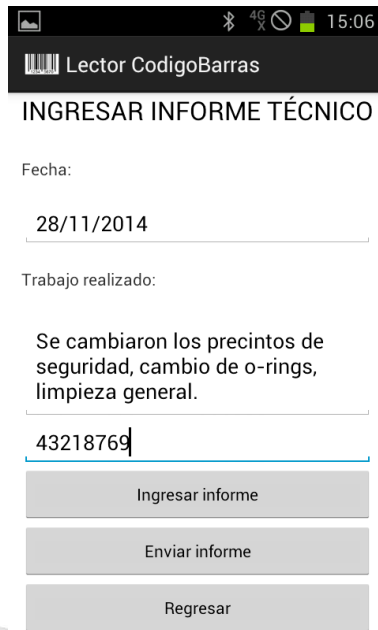 4G X 15:06
Lector CodigoBarras
INGRESAR INFORME TÉCNICO
Fecha:
28/11/2014
Trabajo realizado:
Se cambiaron los precintos de
seguridad, cambio de o-rings,
limpieza general.
43218769
Ingresar informe
Enviar informe
Regresar